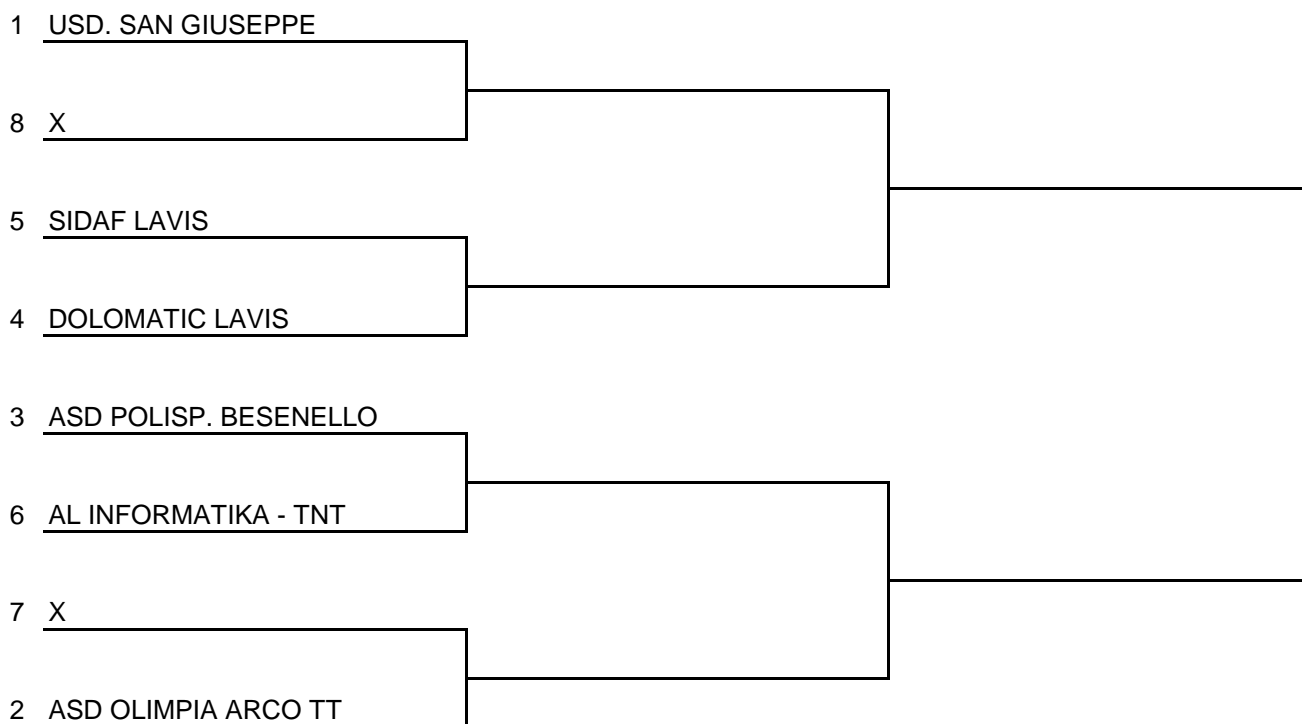 1 USD. SAN GIUSEPPE
8 X
5 SIDAF LAVIS
4 DOLOMATIC LAVIS
3 ASD POLISP. BESENELLO
6 AL INFORMATIKA - TNT
7 X
2 ASD OLIMPIA ARCO TT